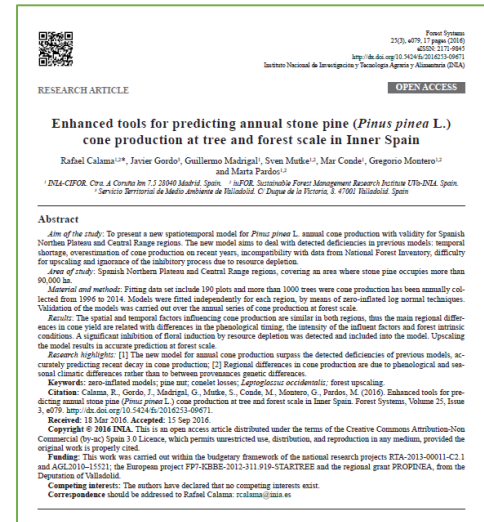 Forest Systems
25(3), e079, 17 pages (2016)
eISSN: 2171-9845
http://dx.doi.org/10.5424/fs/2016253-09671
Instituto Nacional de Investigación y Tecnología Agraria y Alimentaria (INIA)
RESEARCH ARTICLE
OPEN ACCESS
Enhanced tools for predicting annual stone pine (Pinus pinea L.)
cone production at tree and forest scale in Inner Spain
Rafael Calama¹,²*, Javier Gordo³, Guillermo Madrigal¹, Sven Mutke¹,², Mar Conde¹, Gregorio Montero¹,²
and Marta Pardos¹,²
¹ INIA-CIFOR. Ctra. A Coruña km 7.5 28040 Madrid. Spain. ² iuFOR. Sustainable Forest Management Research Institute UVa-INIA. Spain.
³ Servicio Territorial de Medio Ambiente de Valladolid. C/ Duque de la Victoria, 8. 47001 Valladolid. Spain
Abstract
Aim of the study: To present a new spatiotemporal model for Pinus pinea L. annual cone production with validity for Spanish
Northen Plateau and Central Range regions. The new model aims to deal with detected deficiencies in previous models: temporal
shortage, overestimation of cone production on recent years, incompatibility with data from National Forest Inventory, difficulty
for upscaling and ignorance of the inhibitory process due to resource depletion.
Area of study: Spanish Northern Plateau and Central Range regions, covering an area where stone pine occupies more than
90,000 ha.
Material and methods: Fitting data set include 190 plots and more than 1000 trees were cone production has been annually col-
lected from 1996 to 2014. Models were fitted independently for each region, by means of zero-inflated log normal techniques.
Validation of the models was carried out over the annual series of cone production at forest scale.
Results: The spatial and temporal factors influencing cone production are similar in both regions, thus the main regional differ-
ences in cone yield are related with differences in the phenological timing, the intensity of the influent factors and forest intrinsic
conditions. A significant inhibition of floral induction by resource depletion was detected and included into the model. Upscaling
the model results in accurate prediction at forest scale.
Research highlights: [1] The new model for annual cone production surpass the detected deficiencies of previous models, ac-
curately predicting recent decay in cone production; [2] Regional differences in cone production are due to phenological and sea-
sonal climatic differences rather than to between provenances genetic differences.
Keywords: zero-inflated models; pine nut; conelet losses; Leptoglossus occidentalis; forest upscaling.
Citation: Calama, R., Gordo, J., Madrigal, G., Mutke, S., Conde, M., Montero, G., Pardos, M. (2016). Enhanced tools for pre-
dicting annual stone pine (Pinus pinea L.) cone production at tree and forest scale in Inner Spain. Forest Systems, Volume 25, Issue
3, e079. http://dx.doi.org/10.5424/fs/2016253-09671.
Received: 18 Mar 2016. Accepted: 15 Sep 2016.
Copyright © 2016 INIA. This is an open access article distributed under the terms of the Creative Commons Attribution-Non
Commercial (by-nc) Spain 3.0 Licence, which permits unrestricted use, distribution, and reproduction in any medium, provided the
original work is properly cited.
Funding: This work was carried out within the budgetary framework of the national research projects RTA-2013-00011-C2.1
and AGL2010-15521; the European project FP7-KBBE-2012-311.919-STARTREE and the regional grant PROPINEA, from the
Deputation of Valladolid.
Competing interests: The authors have declared that no competing interests exist.
Correspondence should be addressed to Rafael Calama: rcalama@inia.es